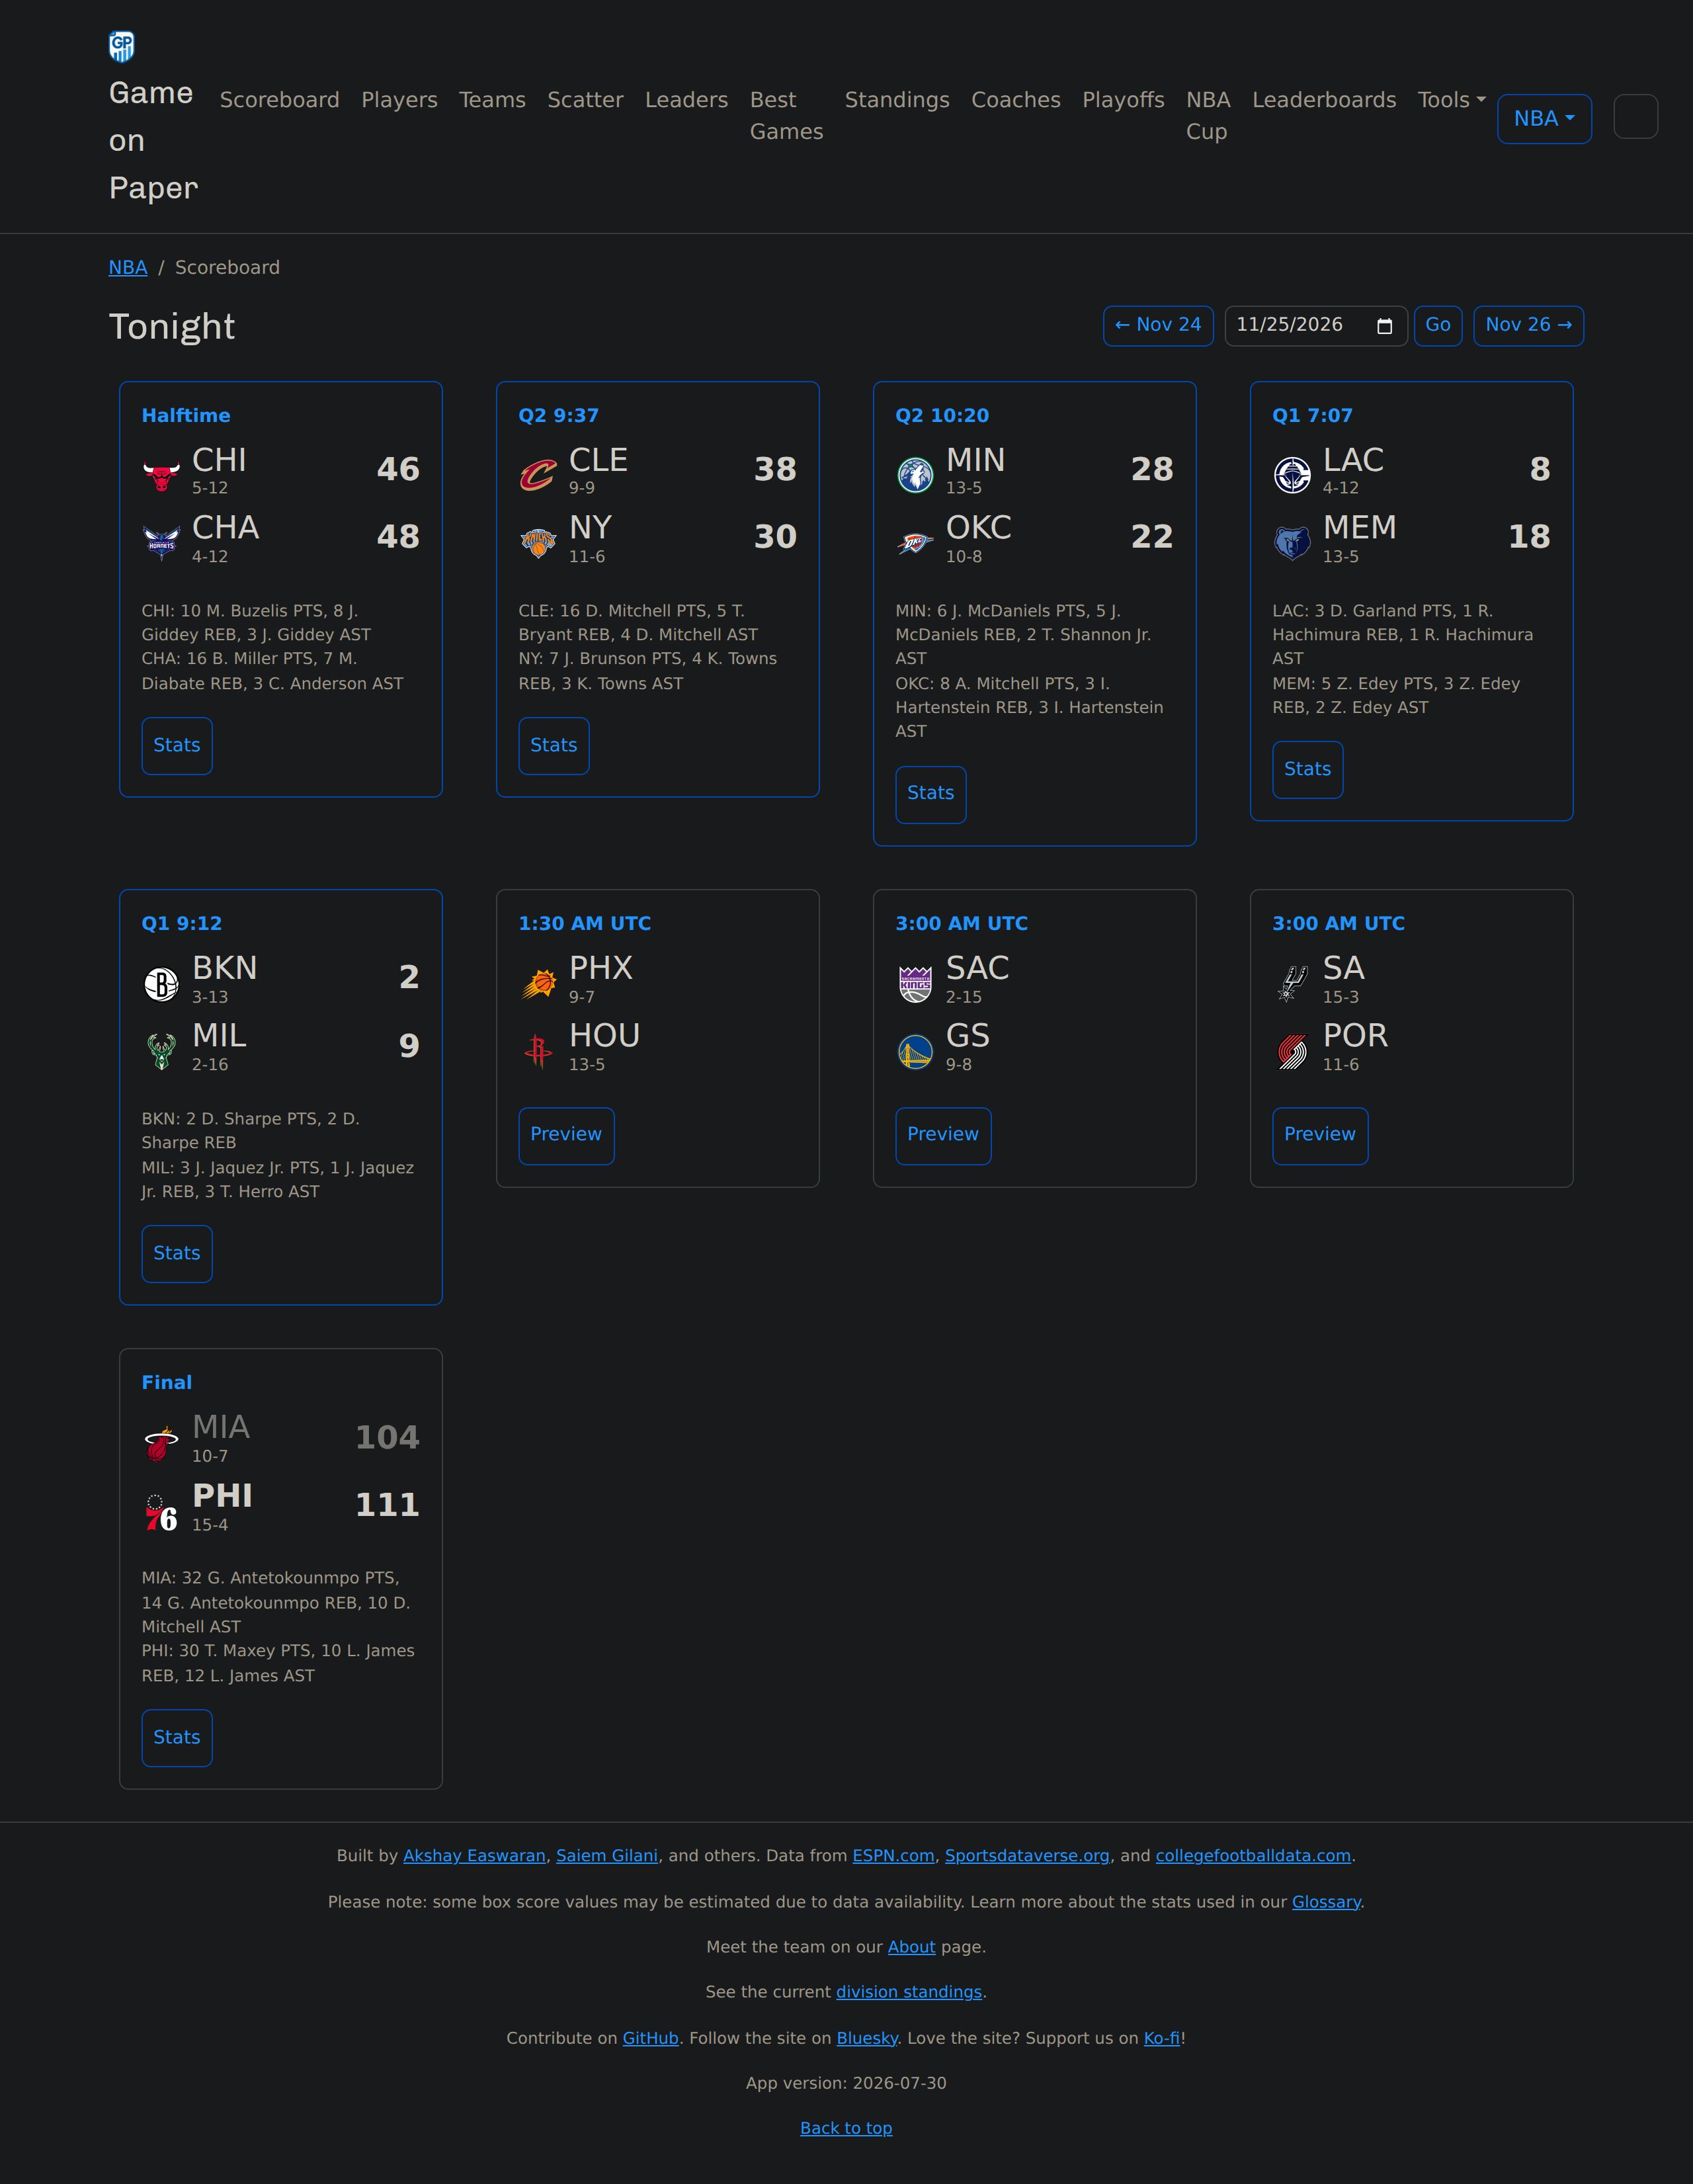 GP
Game
on
Paper
Scoreboard Players Teams Scatter Leaders Best Games Standings Coaches Playoffs NBA Cup Leaderboards Tools NBA
NBA / Scoreboard
Tonight
← Nov 24 11/25/2026 Go Nov 26 →
Halftime
CHI 46
5-12
HORNETS
CHA 48
4-12
CHI: 10 M. Buzelis PTS, 8 J.
Giddey REB, 3 J. Giddey AST
CHA: 16 B. Miller PTS, 7 M.
Diabate REB, 3 C. Anderson AST
Stats
Q2 9:37
CLE 38
9-9
KNICKS
NY 30
11-6
CLE: 16 D. Mitchell PTS, 5 T.
Bryant REB, 4 D. Mitchell AST
NY: 7 J. Brunson PTS, 4 K. Towns
REB, 3 K. Towns AST
Stats
Q2 10:20
MIN 28
13-5
OKC
OKC 22
10-8
MIN: 6 J. McDaniels PTS, 5 J.
McDaniels REB, 2 T. Shannon Jr.
AST
OKC: 8 A. Mitchell PTS, 3 I.
Hartenstein REB, 3 I. Hartenstein
AST
Stats
Q1 7:07
LAC 8
4-12
MEM 18
13-5
LAC: 3 D. Garland PTS, 1 R.
Hachimura REB, 1 R. Hachimura
AST
MEM: 5 Z. Edey PTS, 3 Z. Edey
REB, 2 Z. Edey AST
Stats
Q1 9:12
B
BKN 2
3-13
MIL 9
2-16
BKN: 2 D. Sharpe PTS, 2 D.
Sharpe REB
MIL: 3 J. Jaquez Jr. PTS, 1 J. Jaquez
Jr. REB, 3 T. Herro AST
Stats
1:30 AM UTC
PHX
9-7
HOU
13-5
Preview
3:00 AM UTC
KINGS
SAC
2-15
GS
9-8
Preview
3:00 AM UTC
SA
15-3
POR
11-6
Preview
Final
MIA 104
10-7
76
PHI 111
15-4
MIA: 32 G. Antetokounmpo PTS,
14 G. Antetokounmpo REB, 10 D.
Mitchell AST
PHI: 30 T. Maxey PTS, 10 L. James
REB, 12 L. James AST
Stats
Built by Akshay Easwaran, Saiem Gilani, and others. Data from ESPN.com, Sportsdataverse.org, and collegefootballdata.com.
Please note: some box score values may be estimated due to data availability. Learn more about the stats used in our Glossary.
Meet the team on our About page.
See the current division standings.
Contribute on GitHub. Follow the site on Bluesky. Love the site? Support us on Ko-fi!
App version: 2026-07-30
Back to top